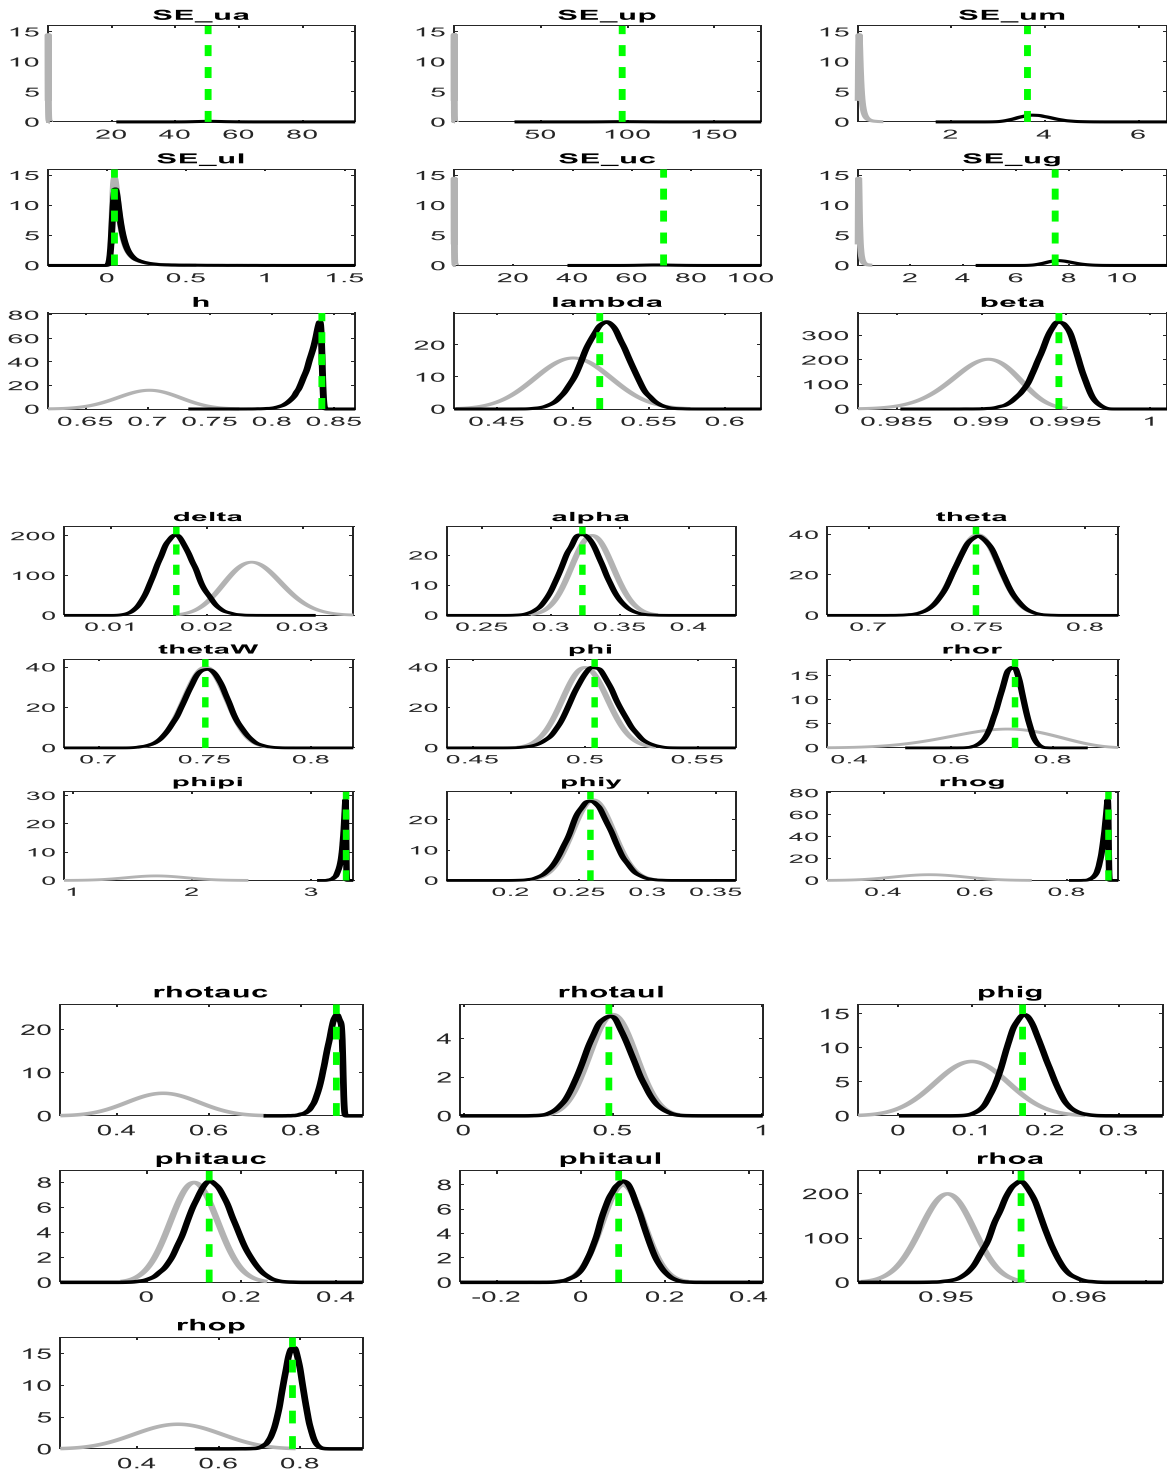 SE_ua SE_up SE_um
15 15 15
10 10 10
5 5 5
0 0 0
20 40 60 80 50 100 150 2 4 6
SE_ul SE_uc SE_ug
15 15 15
10 10 10
5 5 5
0 0 0
0 0.5 1 1.5 20 40 60 80 100 2 4 6 8 10
h lambda beta
80
60 20 300
40 10 200
20 100
0 0 0
0.65 0.7 0.75 0.8 0.85 0.45 0.5 0.55 0.6 0.985 0.99 0.995 1
delta alpha theta
200 20 40
100 10 20
0 0 0
0.01 0.02 0.03 0.25 0.3 0.35 0.4 0.7 0.75 0.8
thetaW phi rhor
40 40 15
20 20 10
5
0 0 0
0.7 0.75 0.8 0.45 0.5 0.55 0.4 0.6 0.8
phipi phiy rhog
30 80
20 20 60
10 10 40
20
0 0 0
1 2 3 0.2 0.25 0.3 0.35 0.4 0.6 0.8
rhotauc rhotaul phig
20 4 15
10 2 10
5
0 0 0
0.4 0.6 0.8 0 0.5 1 0 0.1 0.2 0.3
phitauc phitaul rhoa
8 8 200
6 6
4 4 100
2 2
0 0 0
0 0.2 0.4 -0.2 0 0.2 0.4 0.95 0.96
rhop
15
10
5
0
0.4 0.6 0.8